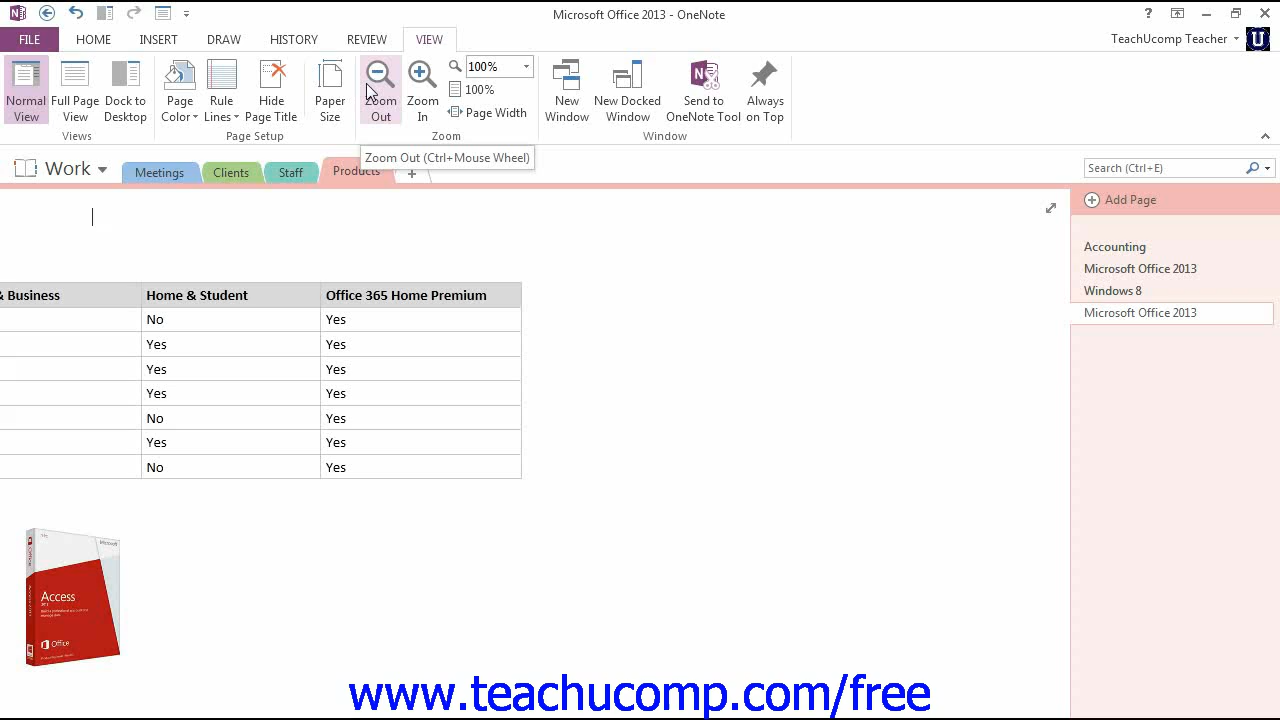 Microsoft Office 2013 - OneNote
?
FILE HOME INSERT DRAW HISTORY REVIEW VIEW
TeachUcomp Teacher U
Normal View
Full Page View
Dock to Desktop
Views
Page Color
Rule Lines
Hide Page Title
Paper Size
Page Setup
Zoom Out
Zoom In
100%
100%
Page Width
Zoom
New Window
New Docked Window
Send to OneNote Tool
Always on Top
Window
Zoom Out (Ctrl+Mouse Wheel)
Work Meetings Clients Staff Products +
Search (Ctrl+E)
Add Page
Accounting
Microsoft Office 2013
Windows 8
Microsoft Office 2013
& Business Home & Student Office 365 Home Premium
No Yes
Yes Yes
Yes Yes
Yes Yes
No Yes
Yes Yes
No Yes
Microsoft
Access
Office
www.teachucomp.com/free